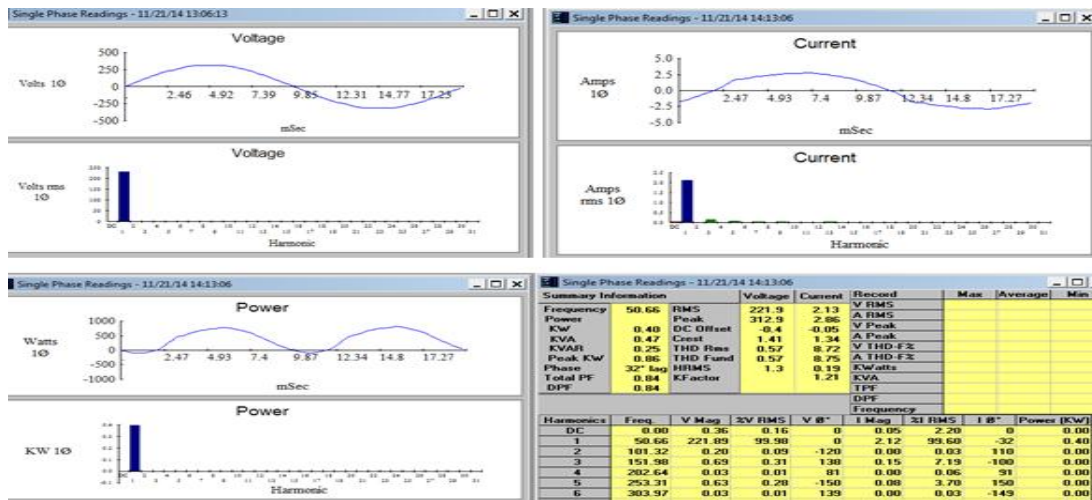 Single Phase Readings - 11/21/14 13:06:13
Voltage
500
250
0
-250
-500
Volts 1Ø
2.46 4.92 7.39 9.85 12.31 14.77 17.23
mSec
Voltage
Volts rms
1Ø
Harmonic
Single Phase Readings - 11/21/14 14:13:06
Current
5.0
2.5
0.0
-2.5
-5.0
Amps
1Ø
2.47 4.93 7.4 9.87 12.34 14.8 17.27
mSec
Current
Amps
rms 1Ø
Harmonic
Single Phase Readings - 11/21/14 14:13:06
Power
1000
500
0
-500
-1000
Watts
1Ø
2.47 4.93 7.4 9.87 12.34 14.8 17.27
mSec
Power
KW 1Ø
Harmonic
Single Phase Readings - 11/21/14 14:13:06
Summary Information Voltage Current Record Max Average Min
Frequency 50.66 RMS 221.9 2.13 V RMS
Power Peak 312.9 2.86 A RMS
KW 0.40 DC Offset -0.4 -0.05 V Peak
KVA 0.47 Crest 1.41 1.34 A Peak
KVAR 0.25 THD Rms 0.57 8.72 V THD-F%
Peak KW 0.86 THD Fund 0.57 8.75 A THD-F%
Phase 32° lag HRMS 1.3 0.19 KWatts
Total PF 0.84 KFactor 1.21 KVA
DPF 0.84 TPF
DPF
Frequency
Harmonics Freq. V Mag %V RMS V Ø° I Mag %I RMS I Ø° Power (KW)
DC 0.00 0.36 0.16 0 0.05 2.20 0 0.00
1 50.66 221.89 99.98 0 2.12 99.60 -32 0.40
2 101.32 0.20 0.09 -120 0.00 0.03 110 0.00
3 151.98 0.69 0.31 138 0.15 7.19 -100 0.00
4 202.64 0.03 0.01 81 0.00 0.06 91 0.00
5 253.31 0.63 0.28 -150 0.08 3.70 150 0.00
6 303.97 0.03 0.01 139 0.00 0.03 -149 0.00